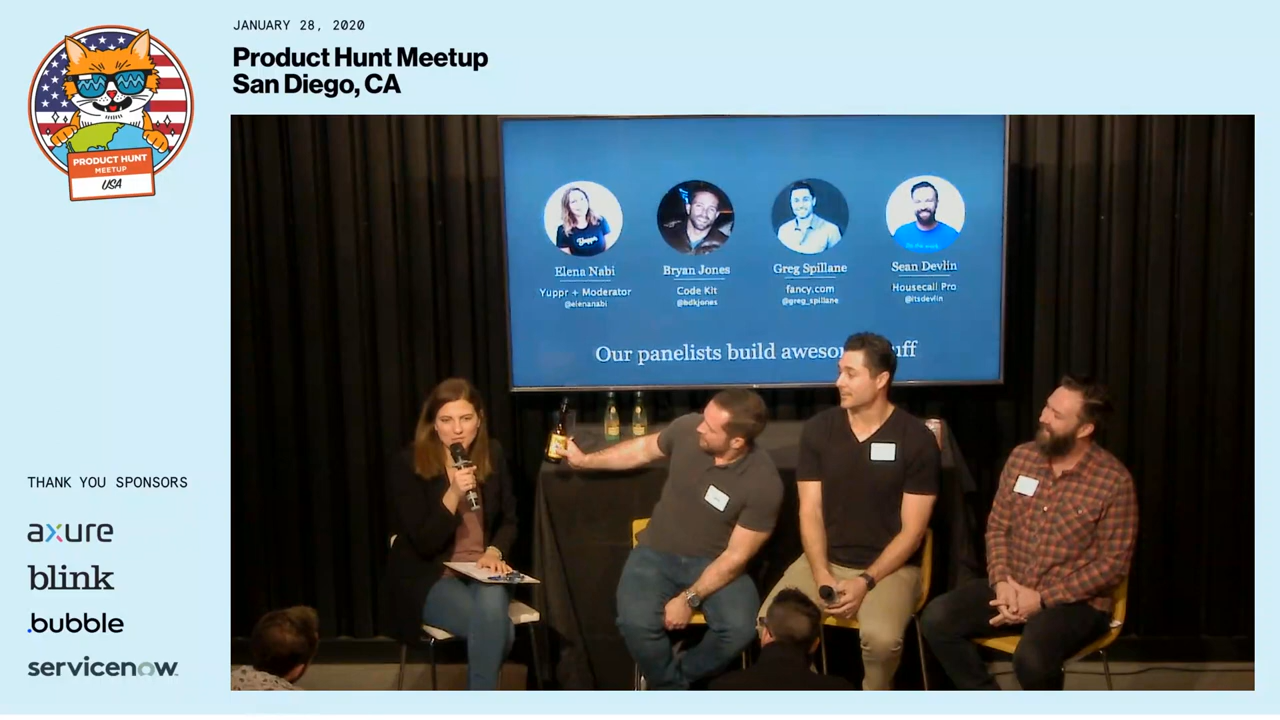 JANUARY 28, 2020
Product Hunt Meetup
San Diego, CA
PRODUCT HUNT
MEETUP
USA
Elena Nabi
Yuppr + Moderator
@elenanabi
Bryan Jones
Code Kit
@bdkjones
Greg Spillane
fancy.com
@greg_spillane
Sean Devlin
Housecall Pro
@itsdevlin
Our panelists build
THANK YOU SPONSORS
axure
blink
.bubble
servicenow